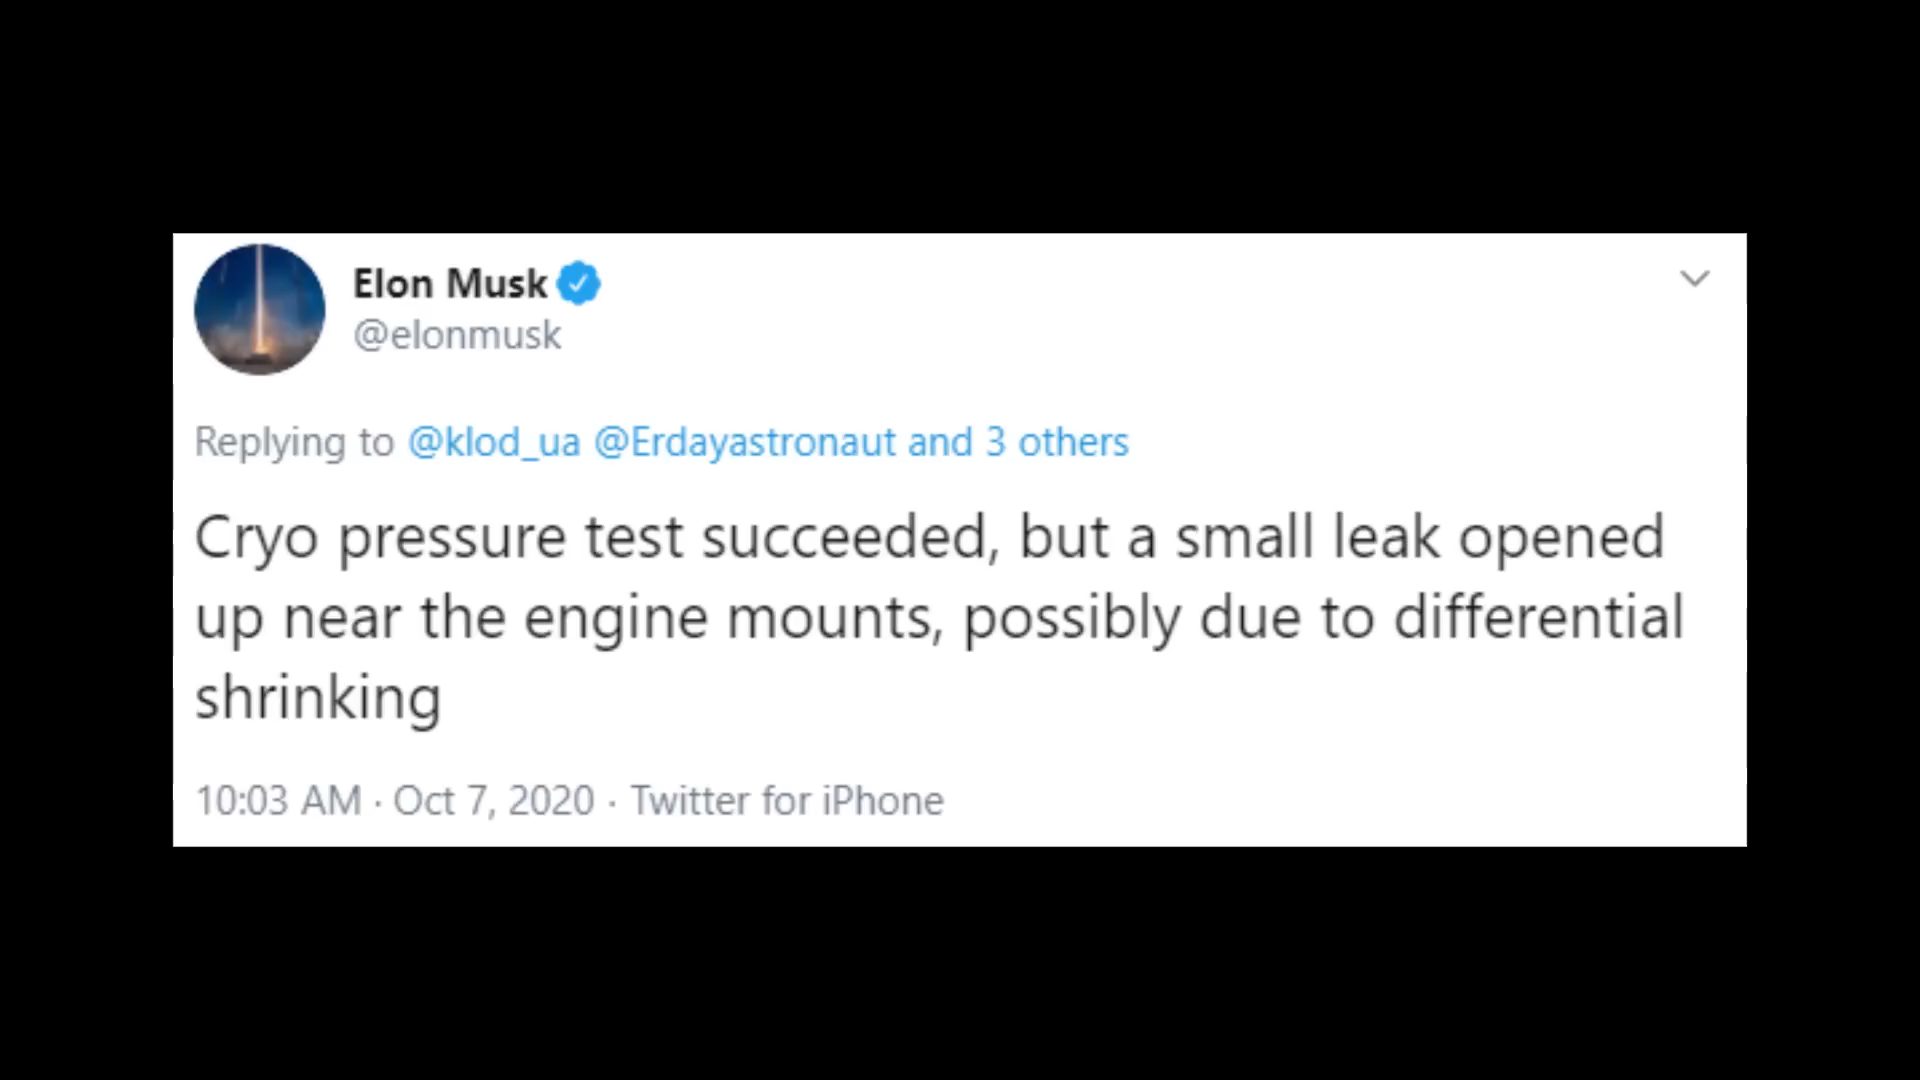 Elon Musk
@elonmusk
Replying to @klod_ua @Erdayastronaut and 3 others
Cryo pressure test succeeded, but a small leak opened
up near the engine mounts, possibly due to differential
shrinking
10:03 AM · Oct 7, 2020 · Twitter for iPhone